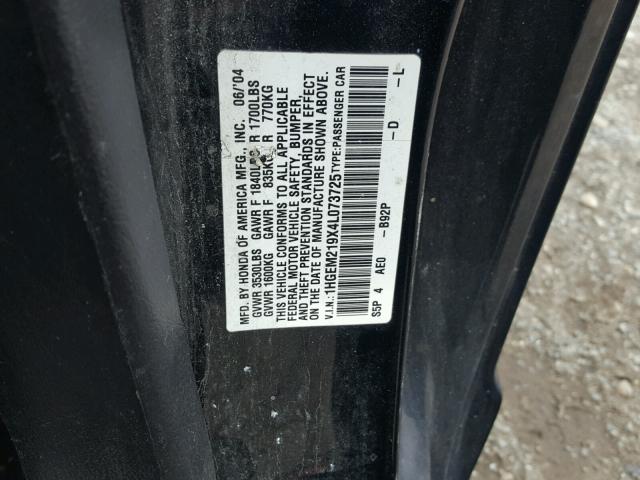 MFD. BY HONDA OF AMERICA MFG., INC. 06/'04
GVWR 3530LBS GAWR F 1840LBS R 1700LBS
GVWR 1600KG GAWR F 835KG R 770KG
THIS VEHICLE CONFORMS TO ALL APPLICABLE
FEDERAL MOTOR VEHICLE SAFETY, BUMPER,
AND THEFT PREVENTION STANDARDS IN EFFECT
ON THE DATE OF MANUFACTURE SHOWN ABOVE.
V.I.N.:1HGEM219X4L073725 TYPE:PASSENGER CAR
S5P 4 AE0 -B92P -D -L